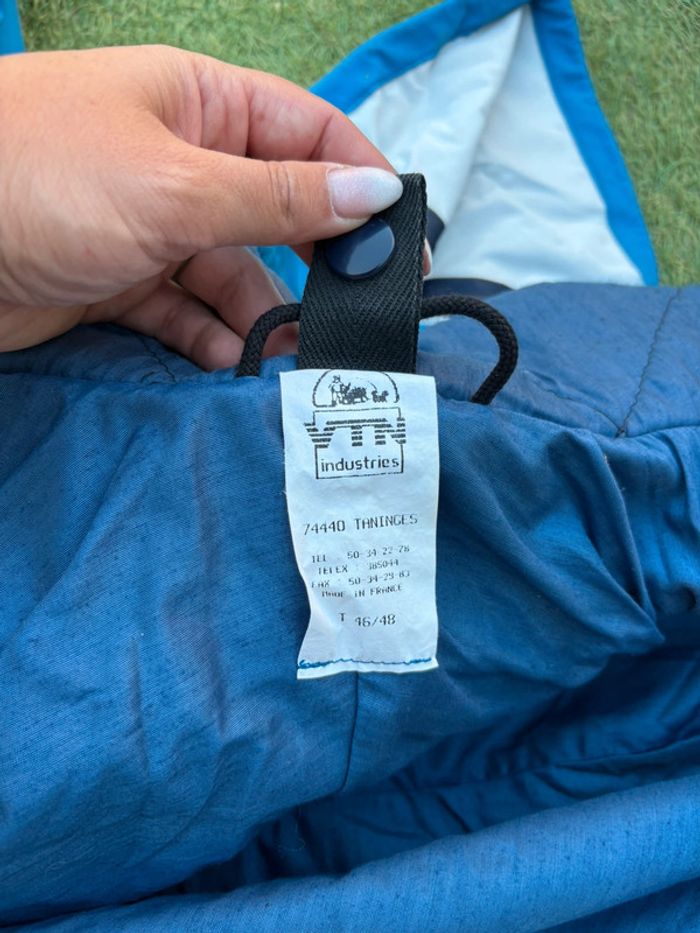 VTN
industries
74440 TANINGES
TEL : 50-34-22-78
TELEX : 385044
FAX : 50-34-29-83
MADE IN FRANCE
T 46/48